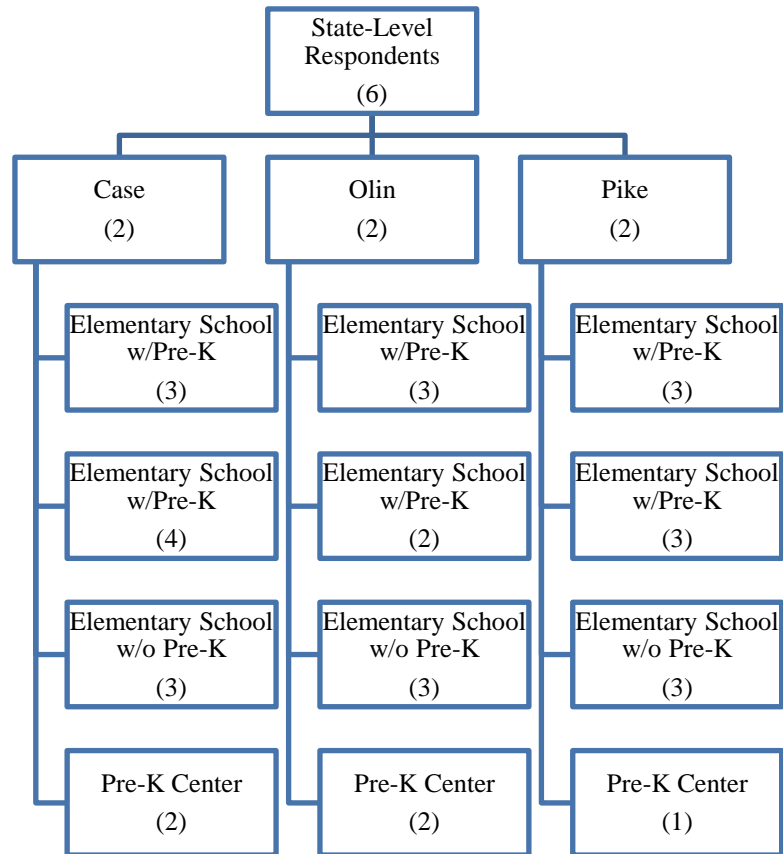 State-Level
Respondents
(6)
Case
(2)
Olin
(2)
Pike
(2)
Elementary School
w/Pre-K
(3)
Elementary School
w/Pre-K
(3)
Elementary School
w/Pre-K
(3)
Elementary School
w/Pre-K
(4)
Elementary School
w/Pre-K
(2)
Elementary School
w/Pre-K
(3)
Elementary School
w/o Pre-K
(3)
Elementary School
w/o Pre-K
(3)
Elementary School
w/o Pre-K
(3)
Pre-K Center
(2)
Pre-K Center
(2)
Pre-K Center
(1)